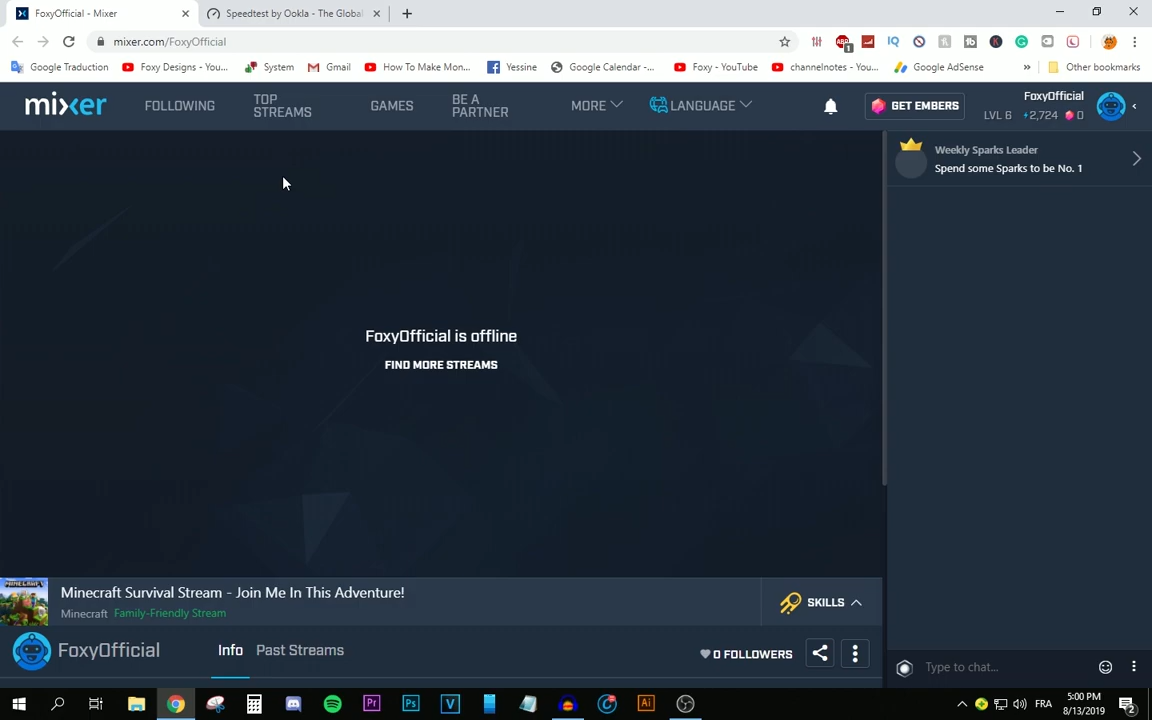 FoxyOfficial - Mixer
Speedtest by Ookla - The Global
mixer.com/FoxyOfficial
Google Traduction
Foxy Designs - You...
System
Gmail
How To Make Mon...
Yessine
Google Calendar -...
Foxy - YouTube
channelnotes - You...
Google AdSense
»
Other bookmarks
mixer
FOLLOWING
TOP STREAMS
GAMES
BE A PARTNER
MORE
LANGUAGE
GET EMBERS
FoxyOfficial
LVL 6 2,724 0
Weekly Sparks Leader
Spend some Sparks to be No. 1
FoxyOfficial is offline
FIND MORE STREAMS
Minecraft Survival Stream - Join Me In This Adventure!
Minecraft Family-Friendly Stream
SKILLS
FoxyOfficial
Info
Past Streams
0 FOLLOWERS
Type to chat...
FRA
5:00 PM
8/13/2019
2